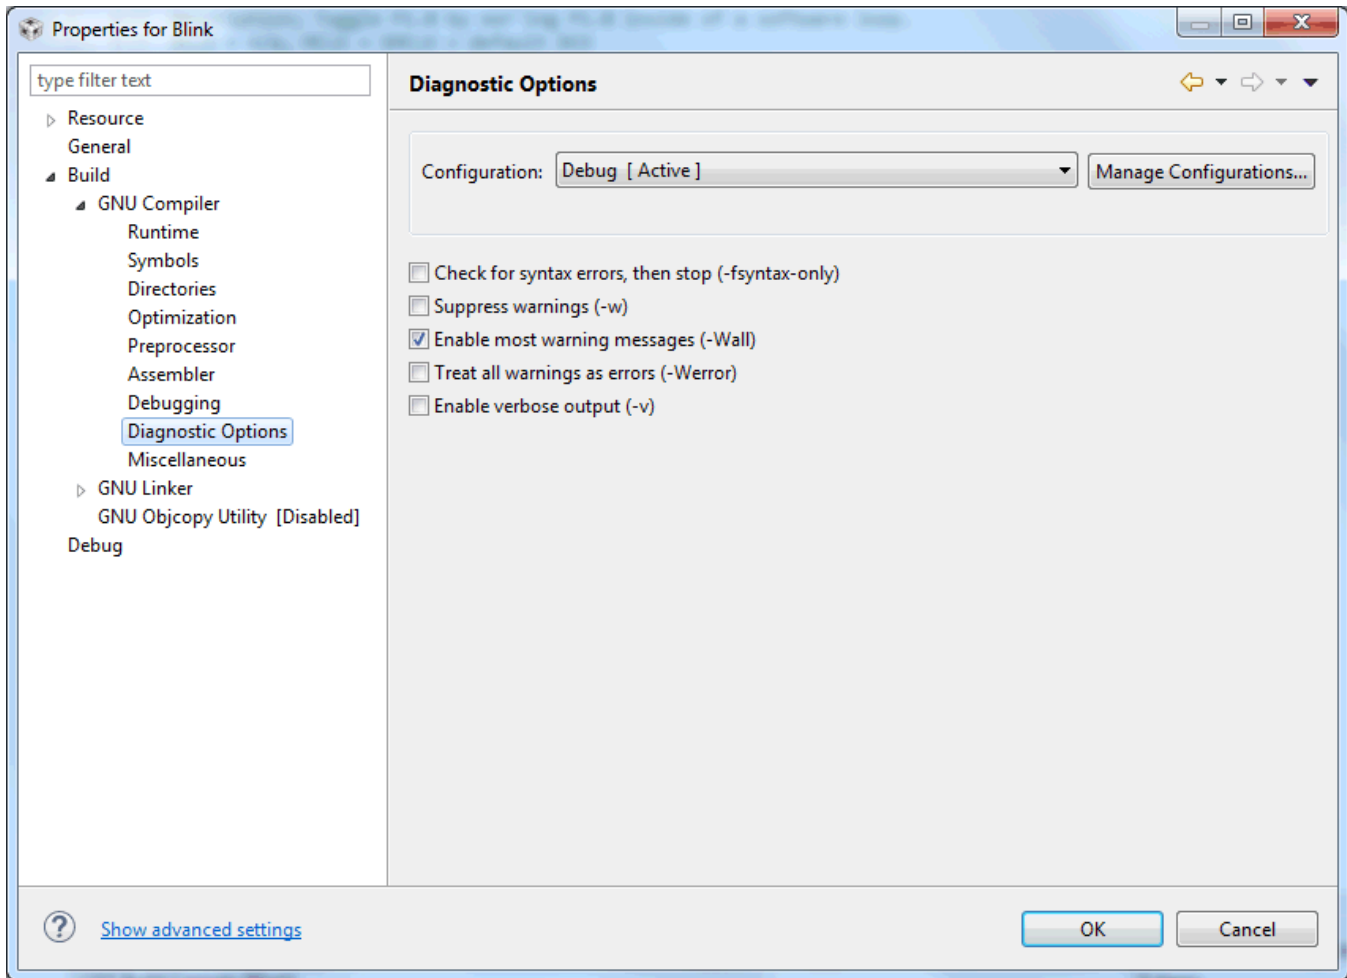 Properties for Blink
type filter text
Resource
General
Build
GNU Compiler
Runtime
Symbols
Directories
Optimization
Preprocessor
Assembler
Debugging
Diagnostic Options
Miscellaneous
GNU Linker
GNU Objcopy Utility [Disabled]
Debug
Diagnostic Options
Configuration: Debug [ Active ] Manage Configurations...
Check for syntax errors, then stop (-fsyntax-only)
Suppress warnings (-w)
Enable most warning messages (-Wall)
Treat all warnings as errors (-Werror)
Enable verbose output (-v)
? Show advanced settings
OK Cancel